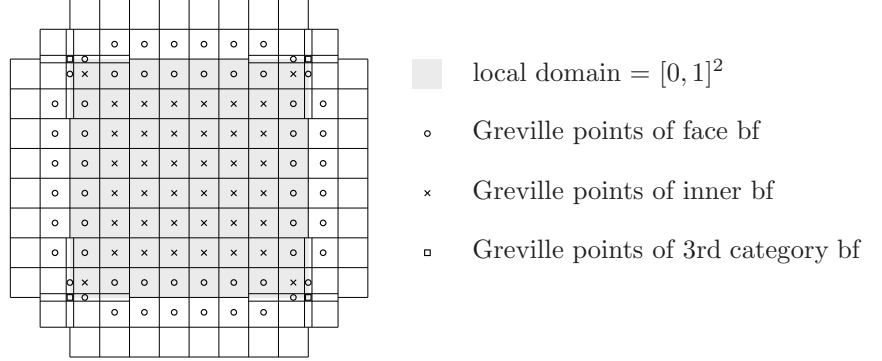 local domain = [0, 1]²
Greville points of face bf
Greville points of inner bf
Greville points of 3rd category bf